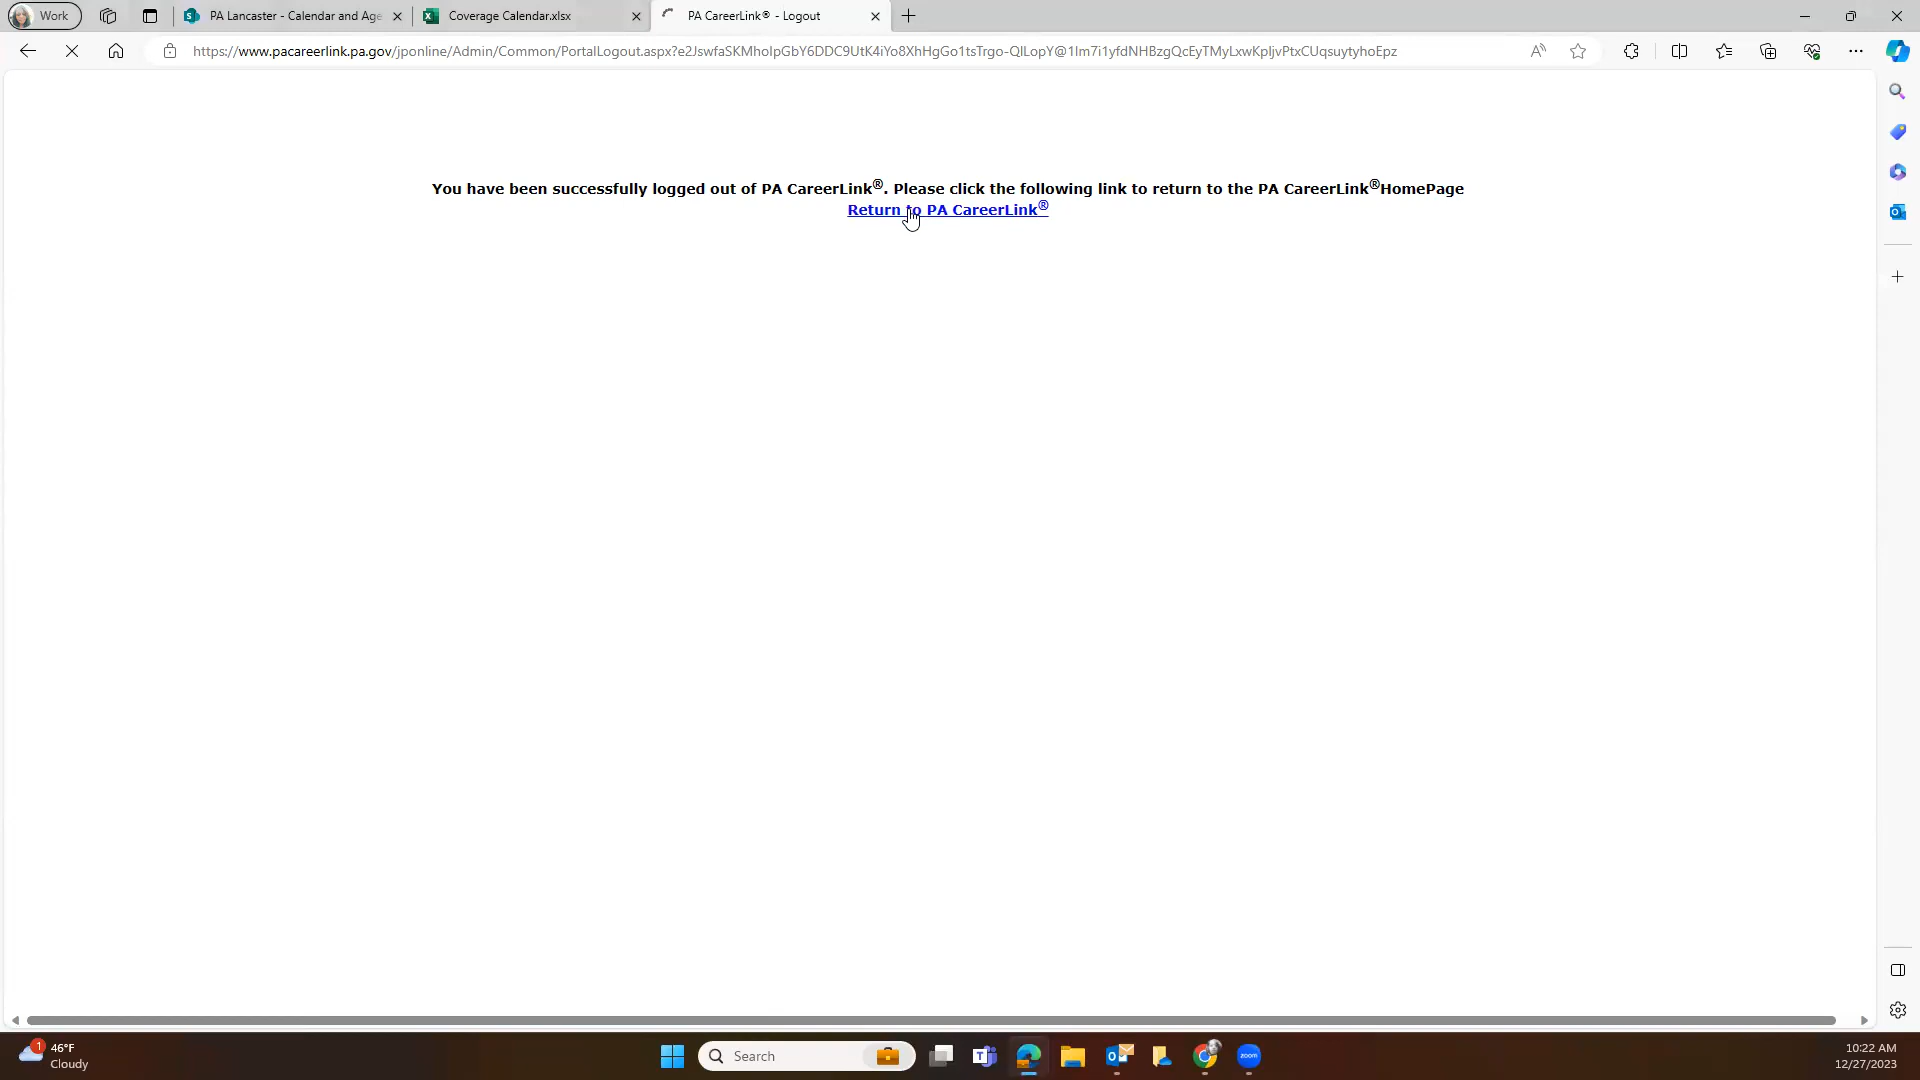 Work
PA Lancaster - Calendar and Age
Coverage Calendar.xlsx
PA CareerLink® - Logout
https://www.pacareerlink.pa.gov/jponline/Admin/Common/PortalLogout.aspx?e2JswfaSKMhoIpGbY6DDC9UtK4iYo8XhHgGo1tsTrgo-QlLopY@1Im7i1yfdNHBzgQcEyTMyLxwKpIjvPtxCUqsuytyhoEpz
You have been successfully logged out of PA CareerLink®. Please click the following link to return to the PA CareerLink®HomePage
Return to PA CareerLink®
1
46°F
Cloudy
Search
zoom
10:22 AM
12/27/2023